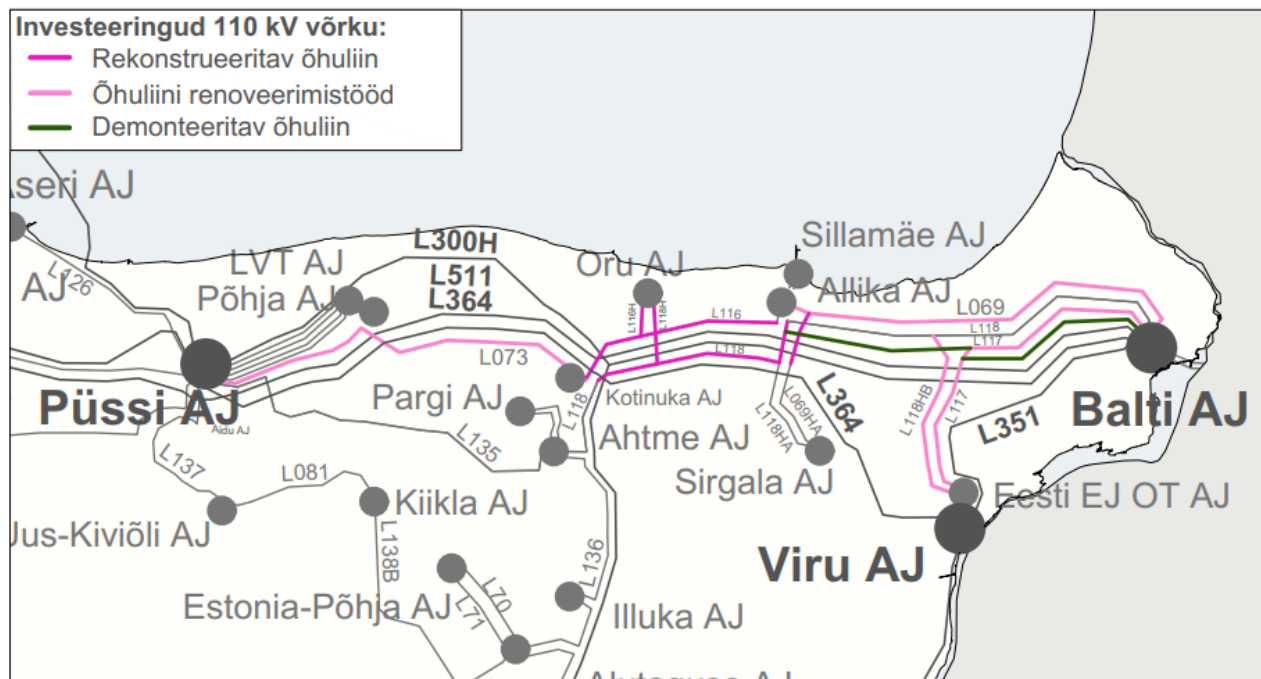 Investeeringud 110 kV võrku:
Rekonstrueeritav õhuliin
Õhuliini renoveerimistööd
Demonteeritav õhuliin
Aseri AJ
L126
AJ
LVT AJ
Põhja AJ
L300H
L511
L364
Oru AJ
L116H
L118H
Sillamäe AJ
Allika AJ
L116
L069
L118
L117
L118
L073
Püssi AJ
Aidu AJ
Pargi AJ
L118
Kotinuka AJ
Ahtme AJ
L069HA
L118HA
L364
L118HB
L117
L351
Balti AJ
L137
L135
L081
Sirgala AJ
Kiikla AJ
Jus-Kiviõli AJ
Eesti EJ OT AJ
L138B
L136
Viru AJ
L70
L71
Estonia-Põhja AJ
Illuka AJ